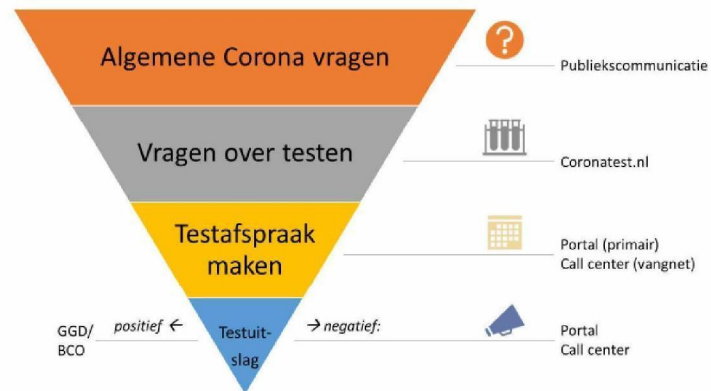 Algemene Corona vragen
?
Publiekscommunicatie
Vragen over testen
Coronatest.nl
Testafspraak
maken
Portal (primair)
Call center (vangnet)
GGD/
BCO
positief ←
Testuit-
slag
→ negatief:
Portal
Call center